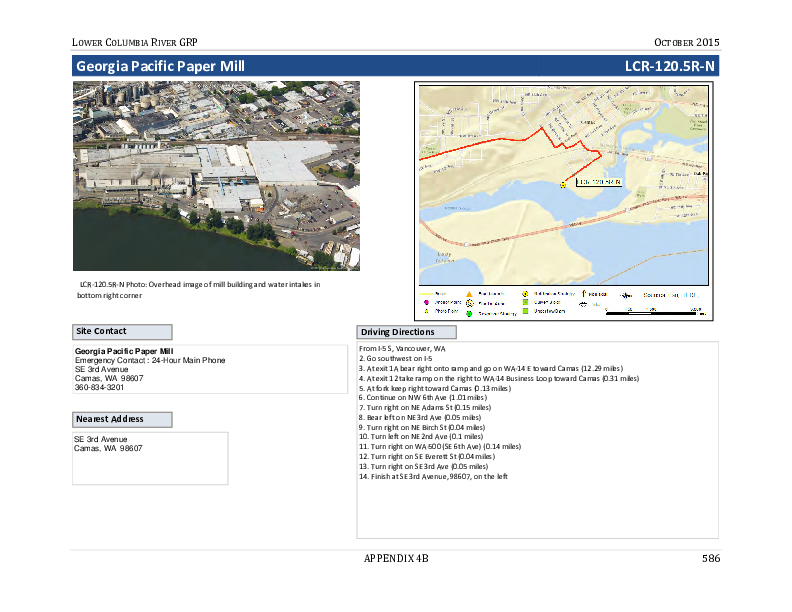 LOWER COLUMBIA RIVER GRP
OCTOBER 2015
Georgia Pacific Paper Mill
LCR-120.5R-N
LCR-120.5R-N
LCR-120.5R-N Photo: Overhead image of mill building and water intakes in
bottom right corner
Site Contact
Georgia Pacific Paper Mill
Emergency Contact : 24-Hour Main Phone
SE 3rd Avenue
Camas, WA 98607
360-834-3201
Nearest Address
SE 3rd Avenue
Camas, WA 98607
Driving Directions
From I-5 S, Vancouver, WA
2. Go southwest on I-5
3. At exit 1A bear right onto ramp and go on WA-14 E toward Camas (12.29 miles)
4. At exit 12 take ramp on the right to WA-14 Business Loop toward Camas (0.31 miles)
5. At fork keep right toward Camas (0.13 miles)
6. Continue on NW 6th Ave (1.01 miles)
7. Turn right on NE Adams St (0.15 miles)
8. Bear left on NE 3rd Ave (0.05 miles)
9. Turn right on NE Birch St (0.04 miles)
10. Turn left on NE 2nd Ave (0.1 miles)
11. Turn right on WA-500 (SE 6th Ave) (0.14 miles)
12. Turn right on SE Everett St (0.04 miles)
13. Turn right on SE 3rd Ave (0.05 miles)
14. Finish at SE 3rd Avenue, 98607, on the left
APPENDIX 4B
586